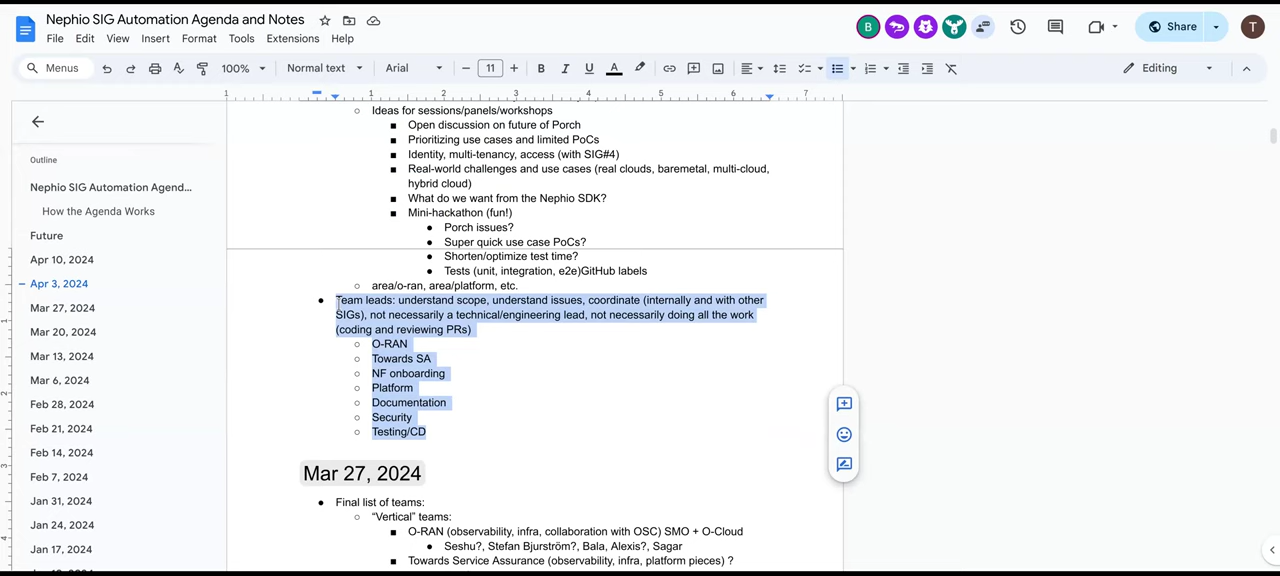 Nephio SIG Automation Agenda and Notes
File Edit View Insert Format Tools Extensions Help
B
Share
T
Menus
100%
Normal text
Arial
11
B I U A
Editing
1 1 2 3 4 5 6 7
Outline
Nephio SIG Automation Agend...
How the Agenda Works
Future
Apr 10, 2024
Apr 3, 2024
Mar 27, 2024
Mar 20, 2024
Mar 13, 2024
Mar 6, 2024
Feb 28, 2024
Feb 21, 2024
Feb 14, 2024
Feb 7, 2024
Jan 31, 2024
Jan 24, 2024
Jan 17, 2024
Ideas for sessions/panels/workshops
Open discussion on future of Porch
Prioritizing use cases and limited PoCs
Identity, multi-tenancy, access (with SIG#4)
Real-world challenges and use cases (real clouds, baremetal, multi-cloud,
hybrid cloud)
What do we want from the Nephio SDK?
Mini-hackathon (fun!)
Porch issues?
Super quick use case PoCs?
Shorten/optimize test time?
Tests (unit, integration, e2e)GitHub labels
area/o-ran, area/platform, etc.
Team leads: understand scope, understand issues, coordinate (internally and with other
SIGs), not necessarily a technical/engineering lead, not necessarily doing all the work
(coding and reviewing PRs)
O-RAN
Towards SA
NF onboarding
Platform
Documentation
Security
Testing/CD
Mar 27, 2024
Final list of teams:
“Vertical” teams:
O-RAN (observability, infra, collaboration with OSC) SMO + O-Cloud
Seshu?, Stefan Bjurström?, Bala, Alexis?, Sagar
Towards Service Assurance (observability, infra, platform pieces) ?